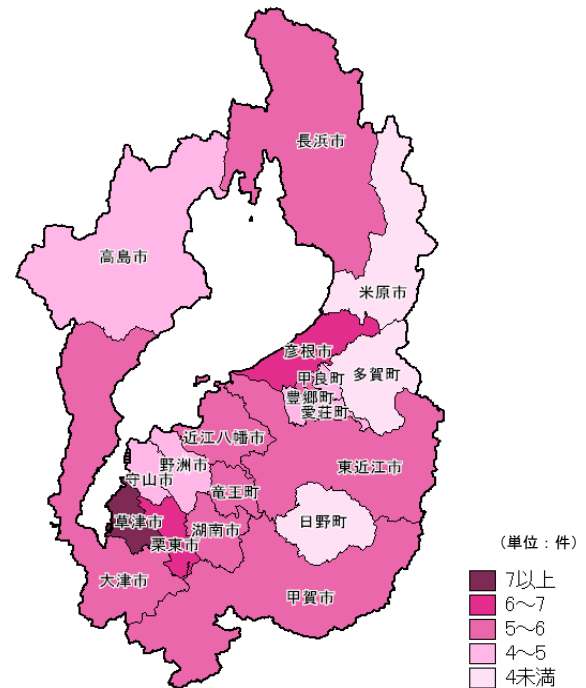 長浜市
高島市
米原市
彦根市
甲良町
多賀町
豊郷町
愛荘町
近江八幡市
野洲市
東近江市
守山市
竜王町
草津市
湖南市
日野町
栗東市
大津市
甲賀市
(単位:件)
7以上
6～7
5～6
4～5
4未満